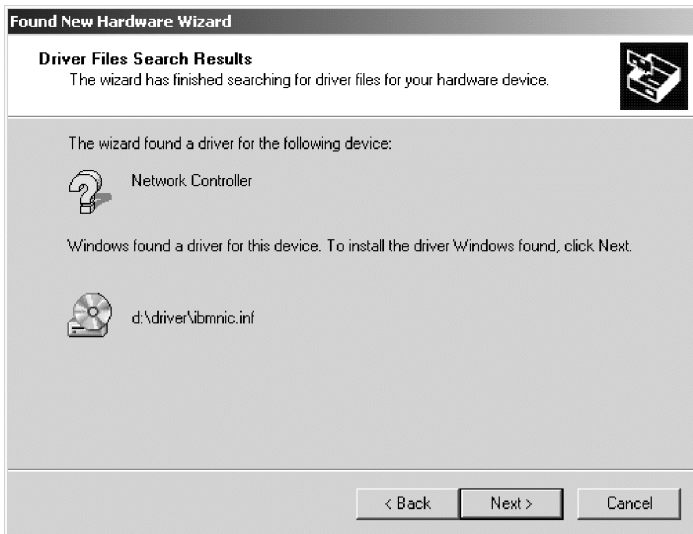 Found New Hardware Wizard
Driver Files Search Results
The wizard has finished searching for driver files for your hardware device.
The wizard found a driver for the following device:
Network Controller
Windows found a driver for this device. To install the driver Windows found, click Next.
d:\driver\ibmnic.inf
< Back Next > Cancel